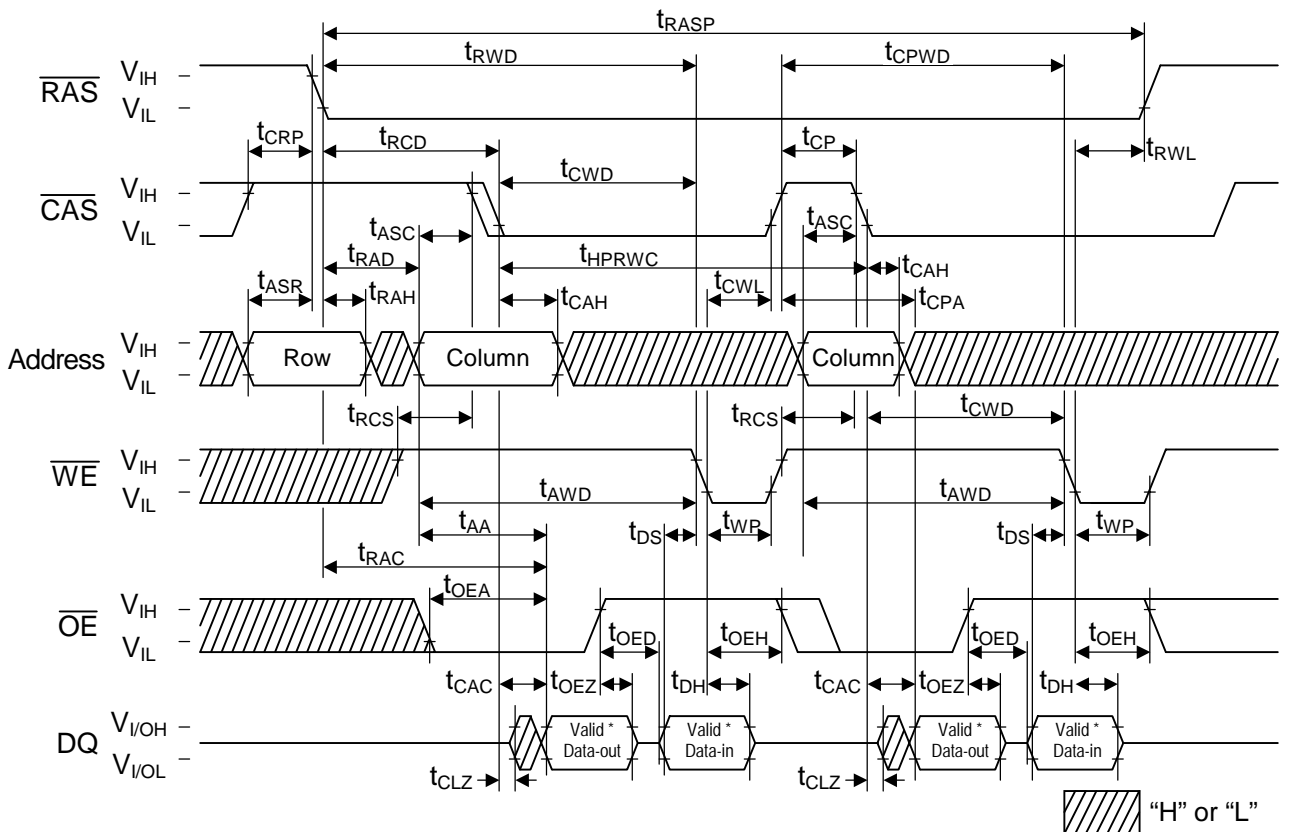 tRASP
tRWD
tCPWD
RAS
VIH
VIL
tCRP
tRCD
tCP
tRWL
CAS
VIH
VIL
tCWD
tASC
tASC
tRAD
tHPRWC
tCAH
tASR
tRAH
tCAH
tCWL
tCPA
Address
VIH
VIL
Row
Column
Column
tRCS
tRCS
tCWD
WE
VIH
VIL
tAWD
tAWD
tAA
tDS
tWP
tDS
tWP
tRAC
tOEA
OE
VIH
VIL
tOED
tOEH
tOED
tOEH
tCAC
tOEZ
tDH
tCAC
tOEZ
tDH
DQ
VI/OH
VI/OL
Valid *
Data-out
Valid *
Data-in
Valid *
Data-out
Valid *
Data-in
tCLZ
tCLZ
“H” or “L”